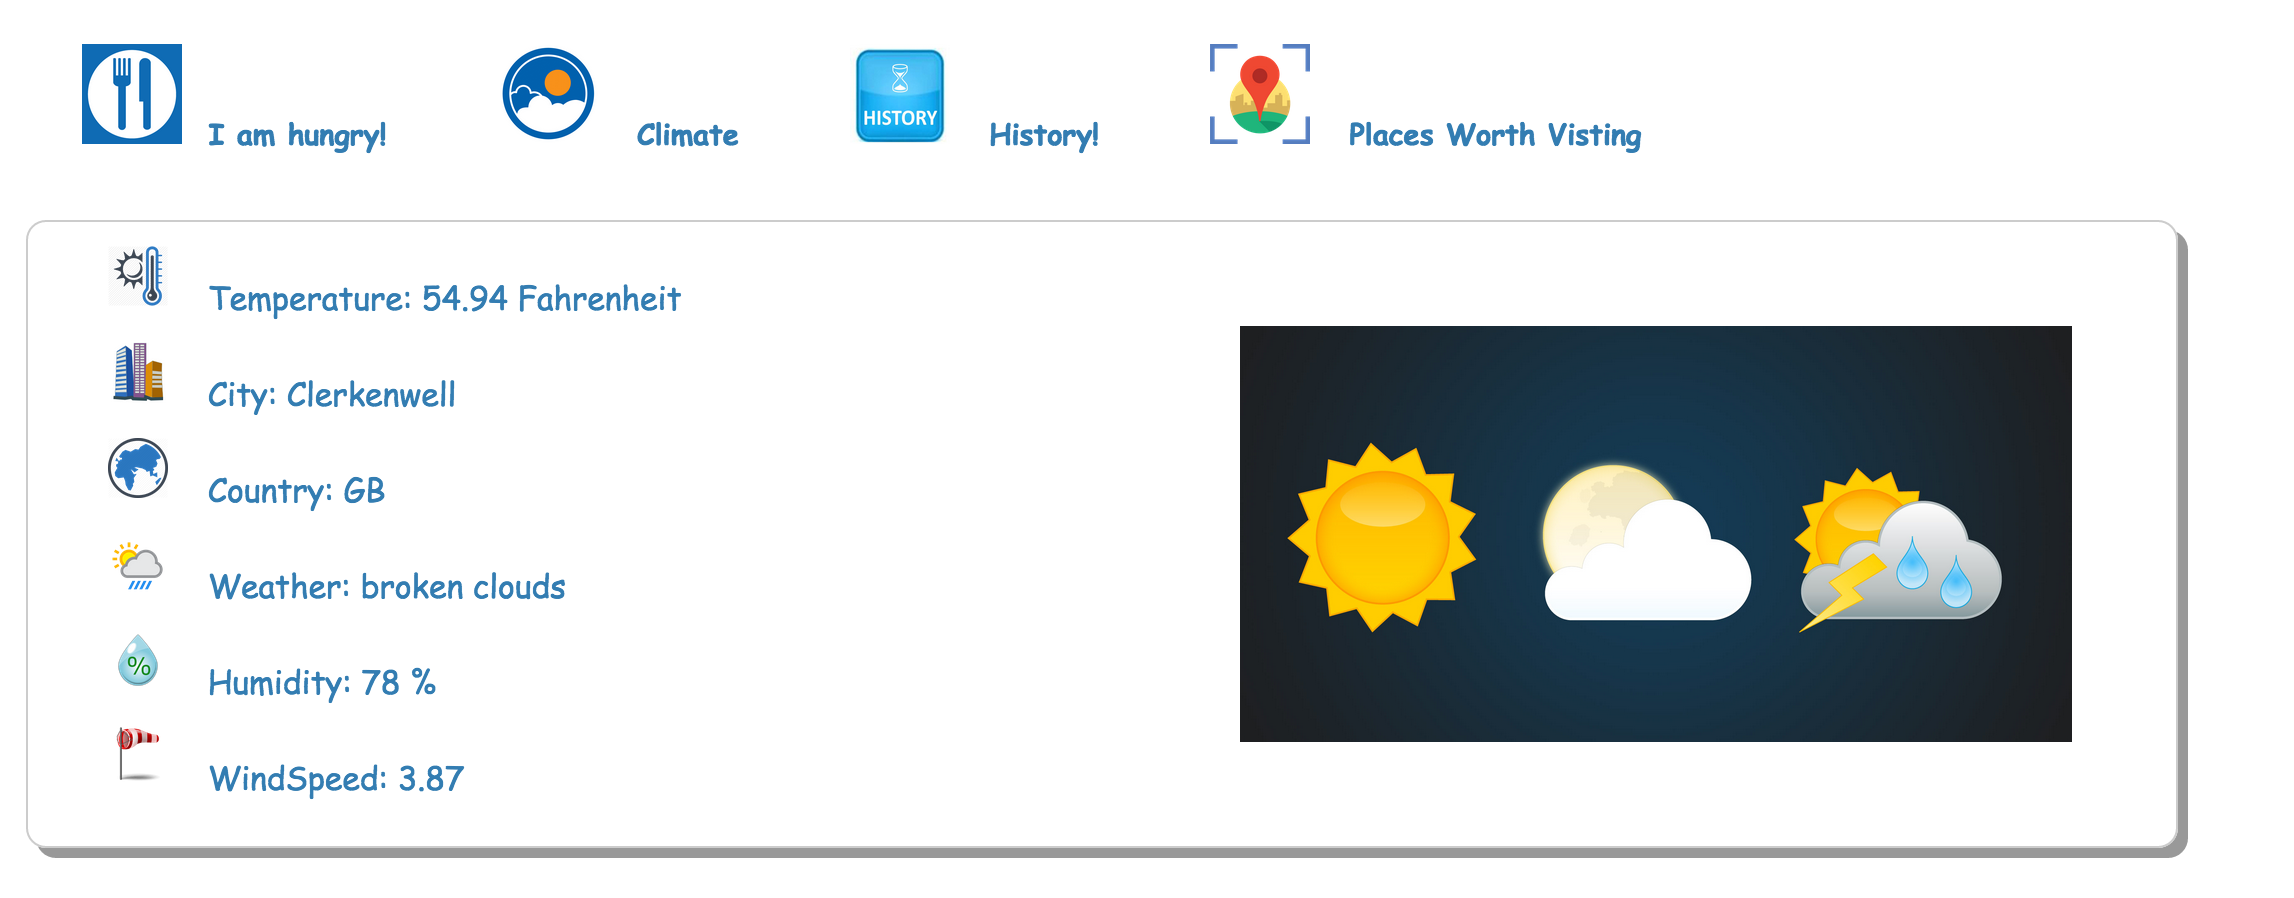 I am hungry!
Climate
HISTORY
History!
Places Worth Visting
Temperature: 54.94 Fahrenheit
City: Clerkenwell
Country: GB
Weather: broken clouds
%
Humidity: 78 %
WindSpeed: 3.87